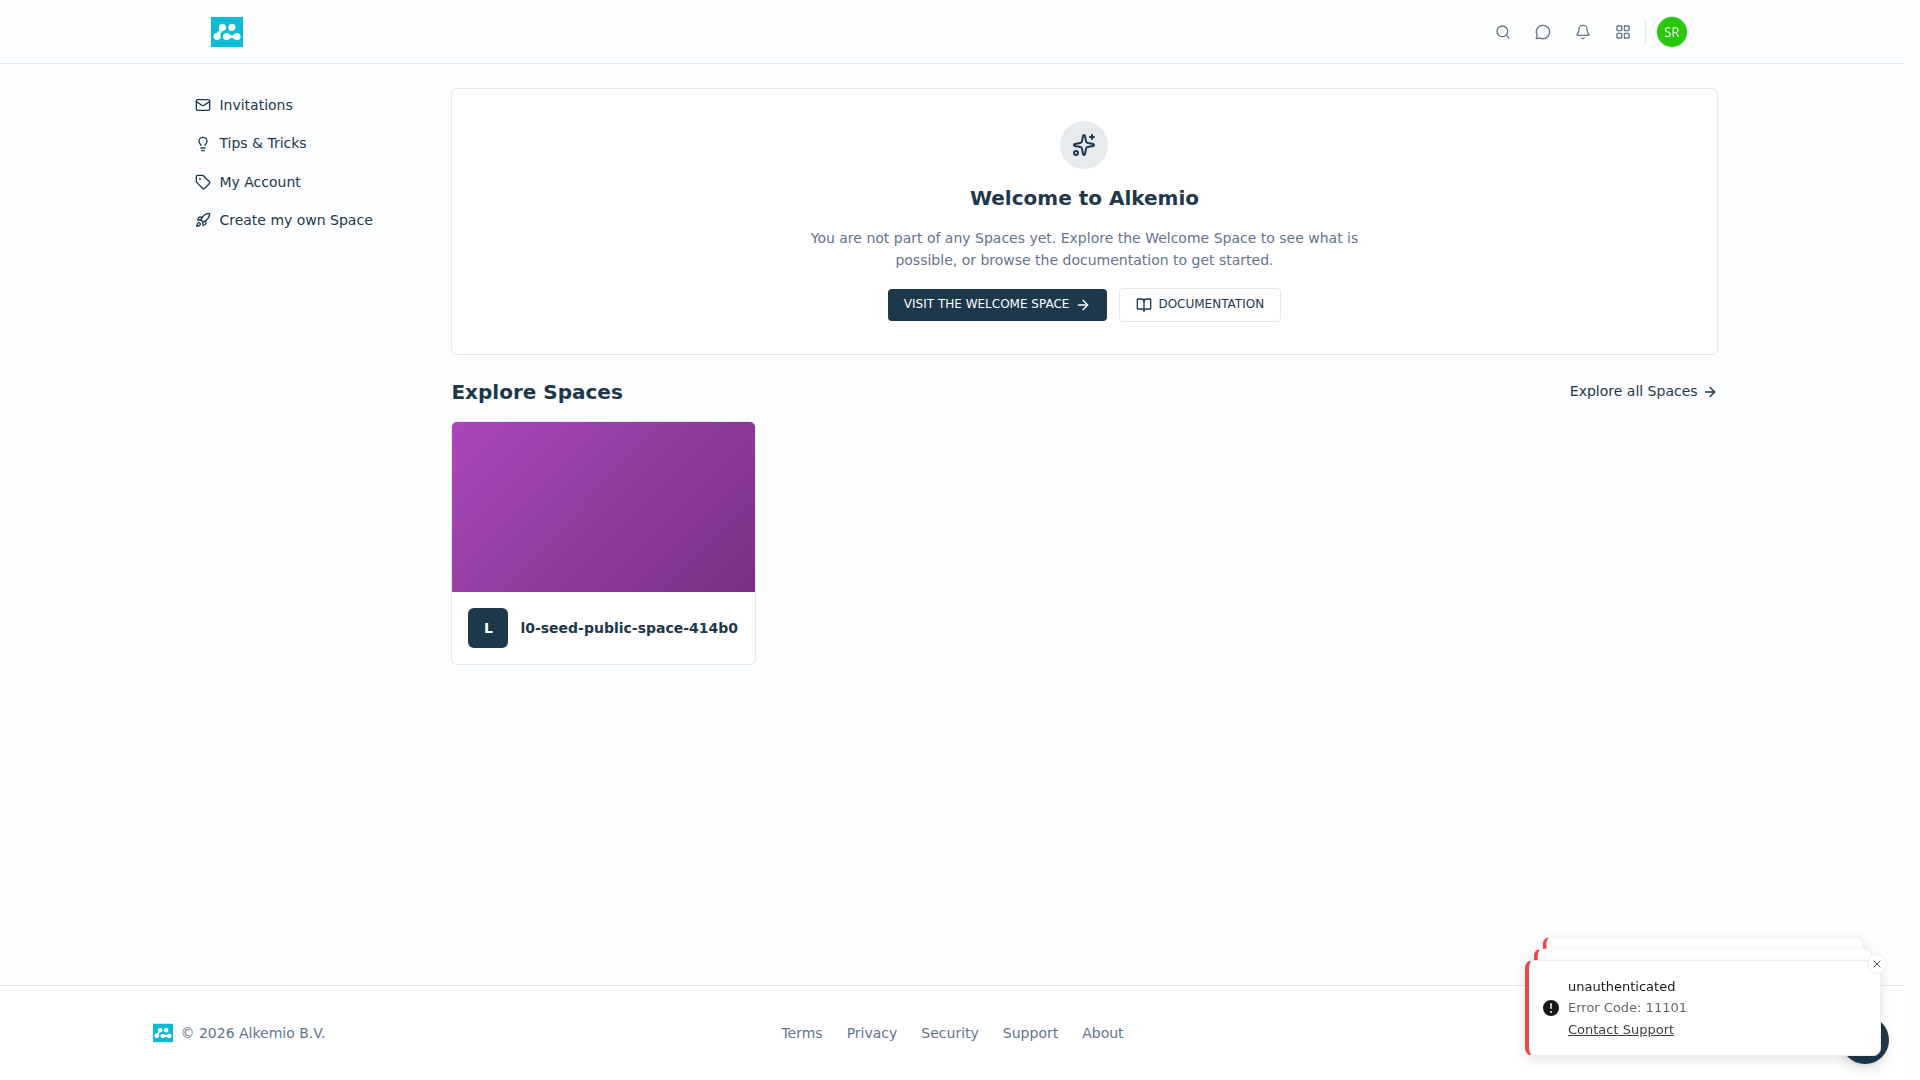 SR
Invitations
Tips & Tricks
My Account
Create my own Space
Welcome to Alkemio
You are not part of any Spaces yet. Explore the Welcome Space to see what is
possible, or browse the documentation to get started.
VISIT THE WELCOME SPACE
DOCUMENTATION
Explore Spaces
Explore all Spaces
L
l0-seed-public-space-414b0
unauthenticated
Error Code: 11101
Contact Support
© 2026 Alkemio B.V.
Terms
Privacy
Security
Support
About